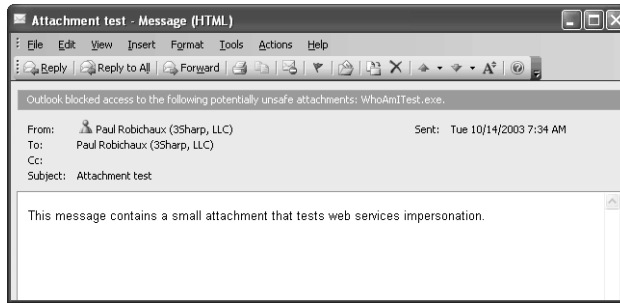 Attachment test - Message (HTML)
File Edit View Insert Format Tools Actions Help
Reply Reply to All Forward A
Outlook blocked access to the following potentially unsafe attachments: WhoAmITest.exe.
From: Paul Robichaux (3Sharp, LLC) Sent: Tue 10/14/2003 7:34 AM
To: Paul Robichaux (3Sharp, LLC)
Cc:
Subject: Attachment test
This message contains a small attachment that tests web services impersonation.